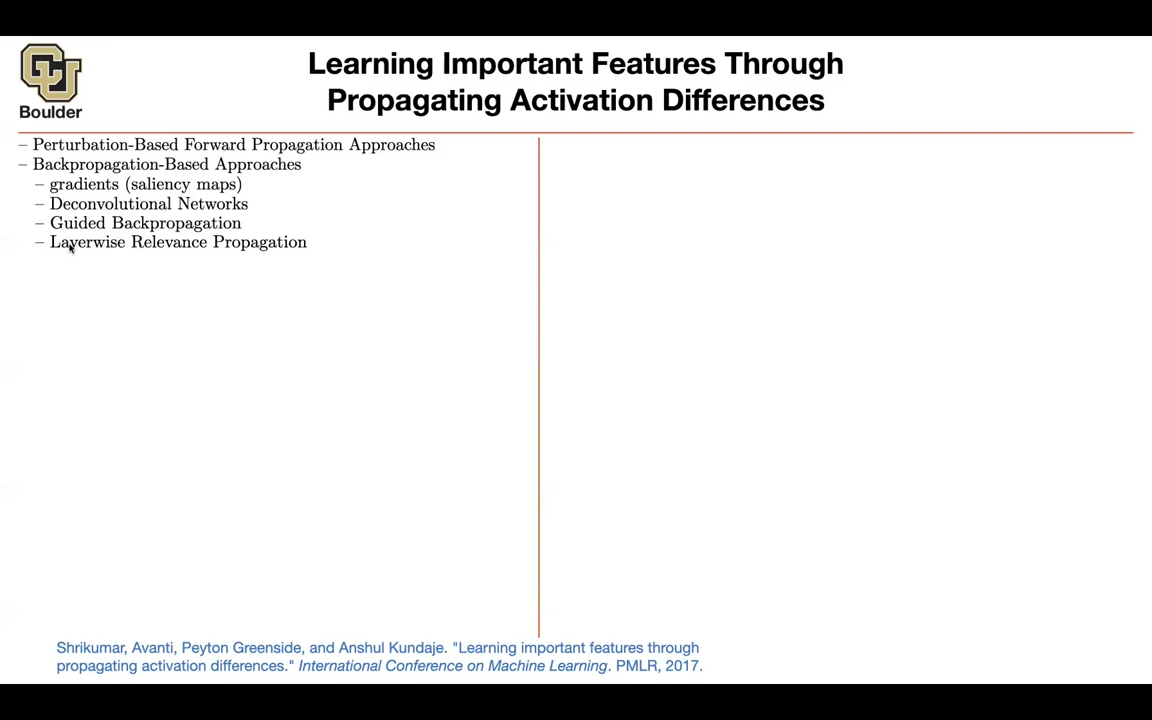 Boulder
Learning Important Features Through
Propagating Activation Differences
– Perturbation-Based Forward Propagation Approaches
– Backpropagation-Based Approaches
– gradients (saliency maps)
– Deconvolutional Networks
– Guided Backpropagation
– Layerwise Relevance Propagation
Shrikumar, Avanti, Peyton Greenside, and Anshul Kundaje. "Learning important features through
propagating activation differences." International Conference on Machine Learning. PMLR, 2017.